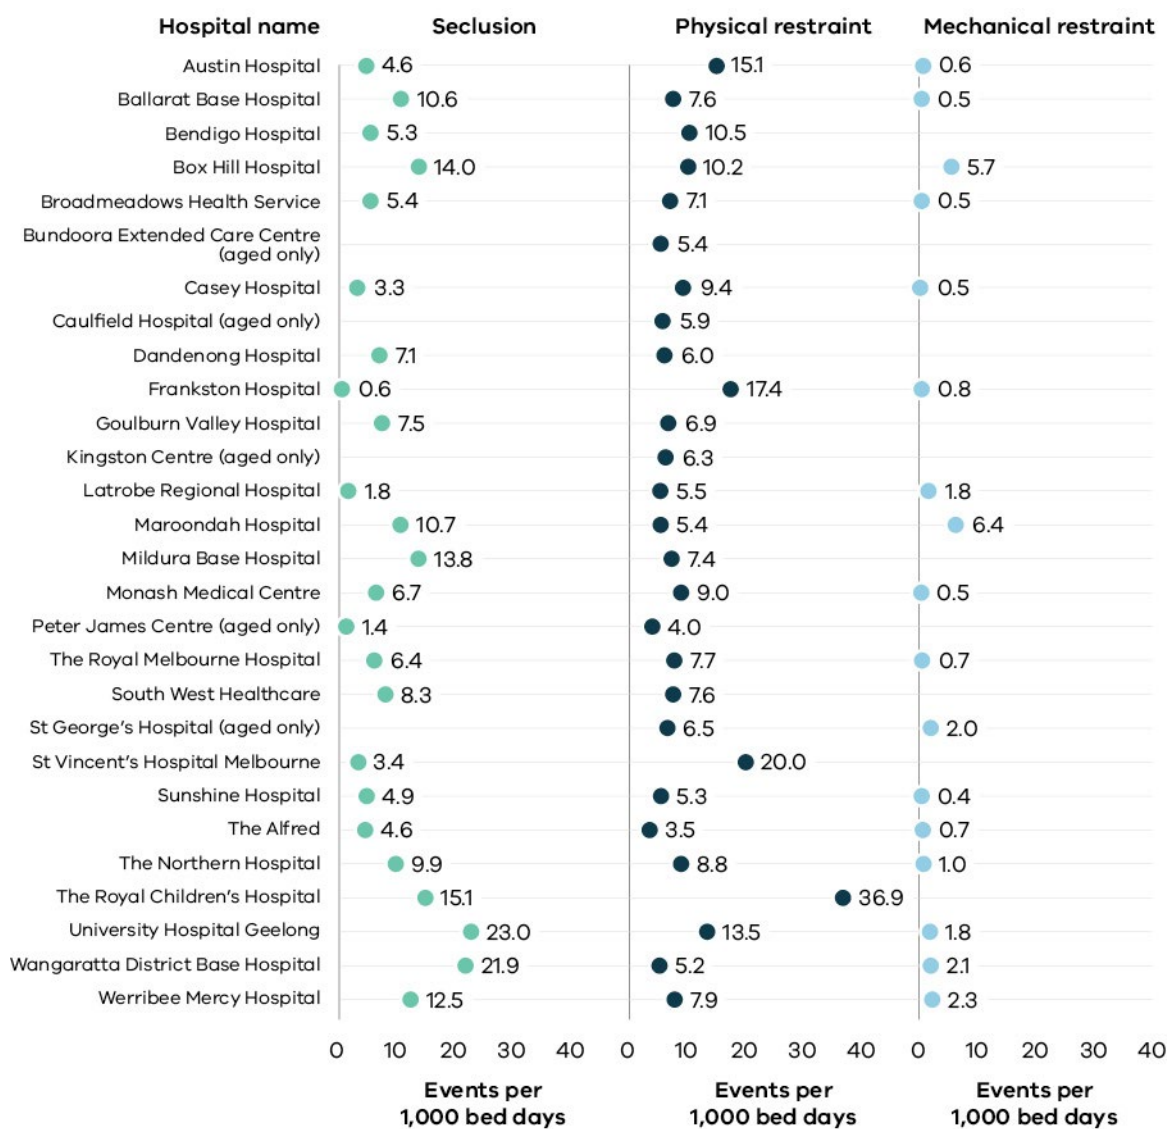 Hospital name Seclusion Physical restraint Mechanical restraint
Austin Hospital 4.6 15.1 0.6
Ballarat Base Hospital 10.6 7.6 0.5
Bendigo Hospital 5.3 10.5
Box Hill Hospital 14.0 10.2 5.7
Broadmeadows Health Service 5.4 7.1 0.5
Bundoora Extended Care Centre
(aged only) 5.4
Casey Hospital 3.3 9.4 0.5
Caulfield Hospital (aged only) 5.9
Dandenong Hospital 7.1 6.0
Frankston Hospital 0.6 17.4 0.8
Goulburn Valley Hospital 7.5 6.9
Kingston Centre (aged only) 6.3
Latrobe Regional Hospital 1.8 5.5 1.8
Maroondah Hospital 10.7 5.4 6.4
Mildura Base Hospital 13.8 7.4
Monash Medical Centre 6.7 9.0 0.5
Peter James Centre (aged only) 1.4 4.0
The Royal Melbourne Hospital 6.4 7.7 0.7
South West Healthcare 8.3 7.6
St George's Hospital (aged only) 6.5 2.0
St Vincent's Hospital Melbourne 3.4 20.0
Sunshine Hospital 4.9 5.3 0.4
The Alfred 4.6 3.5 0.7
The Northern Hospital 9.9 8.8 1.0
The Royal Children's Hospital 15.1 36.9
University Hospital Geelong 23.0 13.5 1.8
Wangaratta District Base Hospital 21.9 5.2 2.1
Werribee Mercy Hospital 12.5 7.9 2.3
0 10 20 30 40 0 10 20 30 40 0 10 20 30 40
Events per Events per Events per
1,000 bed days 1,000 bed days 1,000 bed days